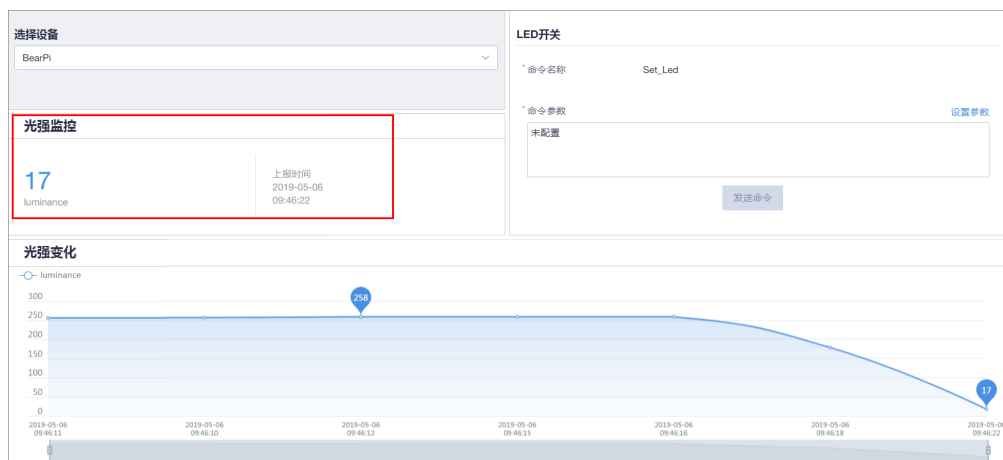 选择设备
BearPi
光强监控
17
luminance
上报时间
2019-05-06
09:46:22
LED开关
*命令名称 Set_Led
*命令参数 设置参数
未配置
发送命令
光强变化
luminance
300
250
200
150
100
50
0
258
17
2019-05-06
09:46:11
2019-05-06
09:46:10
2019-05-06
09:46:12
2019-05-06
09:46:15
2019-05-06
09:46:16
2019-05-06
09:46:18
2019-05-06
09:46:22